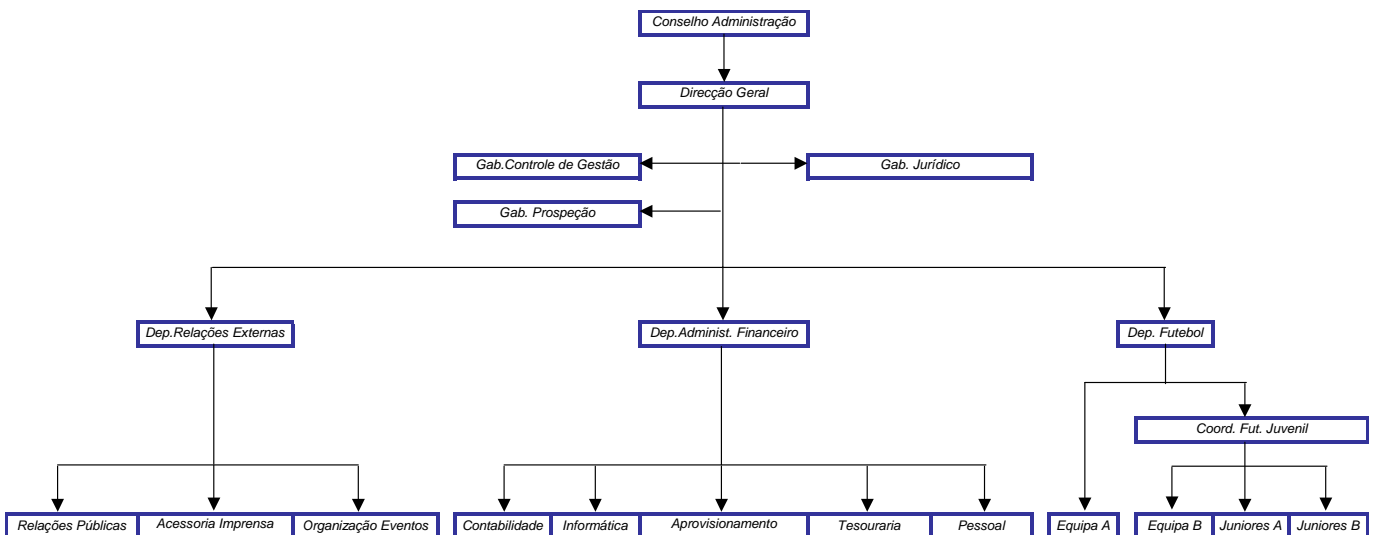 Conselho Administração
Direcção Geral
Gab.Controle de Gestão
Gab. Jurídico
Gab. Prospeção
Dep.Relações Externas
Dep.Administ. Financeiro
Dep. Futebol
Coord. Fut. Juvenil
Relações Públicas
Acessoria Imprensa
Organização Eventos
Contabilidade
Informática
Aprovisionamento
Tesouraria
Pessoal
Equipa A
Equipa B
Juniores A
Juniores B